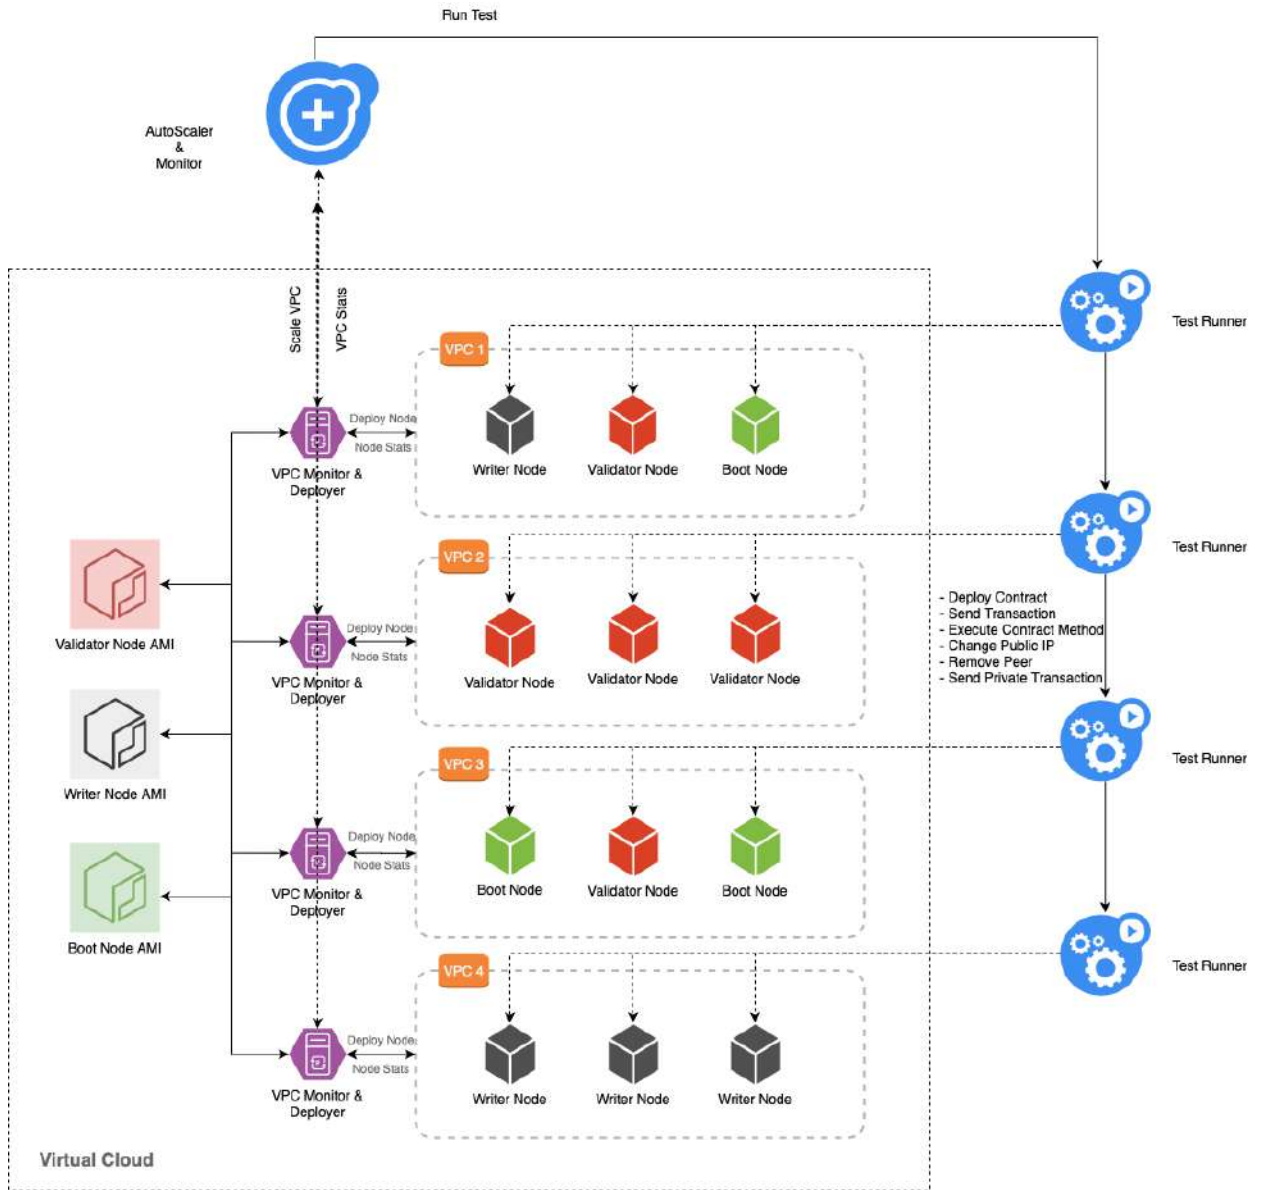 Run Test
AutoScaler
&
Monitor
Scale VPC
VPC Stats
Test Runner
VPC 1
Deploy Node
Node Stats
VPC Monitor &
Deployer
Writer Node
Validator Node
Boot Node
Test Runner
VPC 2
Deploy Node
Node Stats
VPC Monitor &
Deployer
Validator Node
Validator Node
Validator Node
- Deploy Contract
- Send Transaction
- Execute Contract Method
- Change Public IP
- Remove Peer
- Send Private Transaction
Validator Node AMI
Writer Node AMI
Boot Node AMI
Test Runner
VPC 3
Deploy Node
Node Stats
VPC Monitor &
Deployer
Boot Node
Validator Node
Boot Node
Test Runner
VPC 4
Deploy Node
Node Stats
VPC Monitor &
Deployer
Writer Node
Writer Node
Writer Node
Virtual Cloud